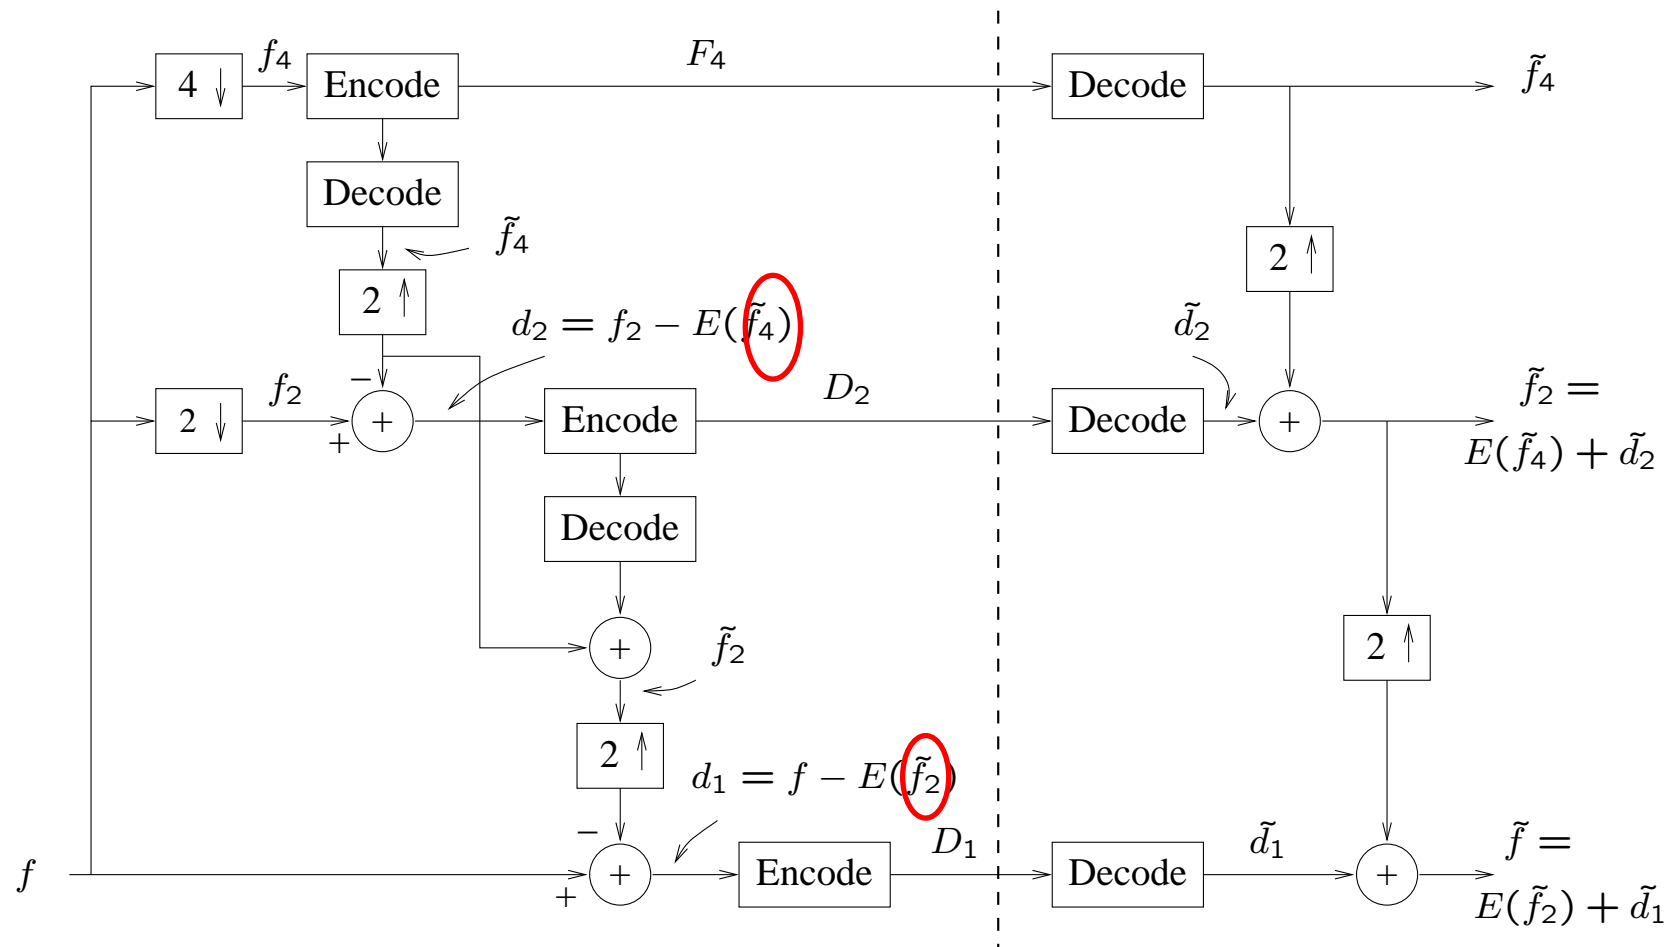 4 ↓
f₄
Encode
F₄
Decode
f̃₄
Decode
f̃₄
2 ↑
2 ↑
d₂ = f₂ − E(f̃₄)
d̃₂
−
2 ↓
f₂
+
+
Encode
D₂
Decode
+
f̃₂ =
E(f̃₄) + d̃₂
Decode
+
f̃₂
2 ↑
2 ↑
d₁ = f − E(f̃₂)
−
f
+
+
Encode
D₁
Decode
d̃₁
+
f̃ =
E(f̃₂) + d̃₁